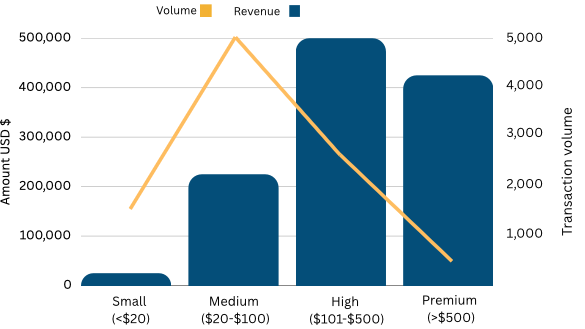 Volume Revenue
500,000 5,000
400,000 4,000
300,000 3,000
200,000 2,000
100,000 1,000
0
Amount USD $
Transaction volume
Small Medium High Premium
(<$20) ($20-$100) ($101-$500) (>$500)